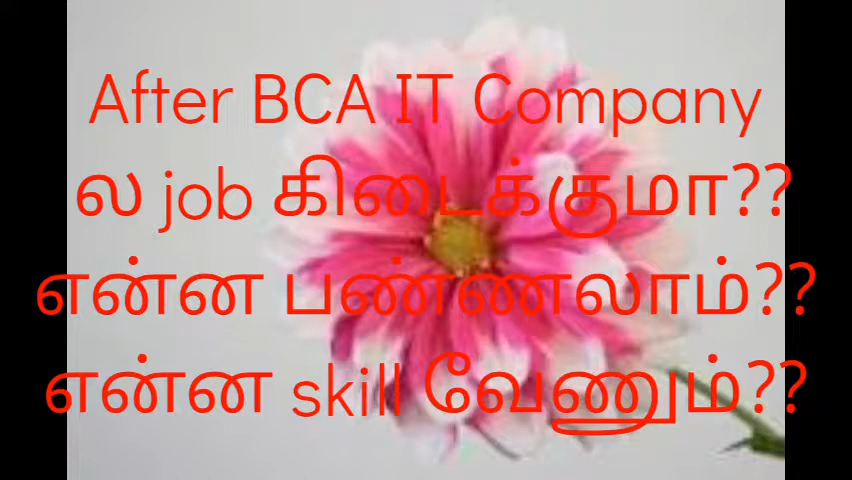 After BCA IT Company
ல job கிடைக்குமா??
என்ன பண்ணலாம்??
என்ன skill வேணும்??